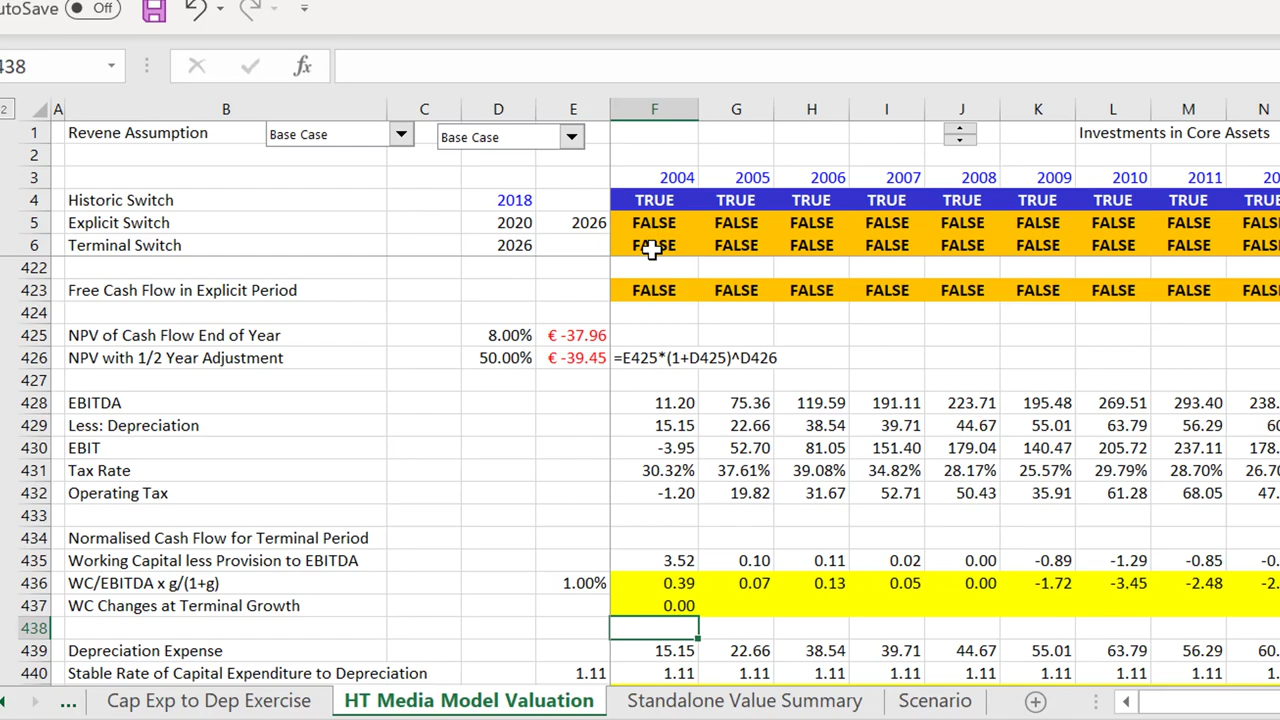 utoSave Off
438 fx
2 A B C D E F G H I J K L M N
1 Revene Assumption Base Case Base Case Investments in Core Assets
2
3 2004 2005 2006 2007 2008 2009 2010 2011 20
4 Historic Switch 2018 TRUE TRUE TRUE TRUE TRUE TRUE TRUE TRUE TRUE
5 Explicit Switch 2020 2026 FALSE FALSE FALSE FALSE FALSE FALSE FALSE FALSE FALS
6 Terminal Switch 2026 FALSE FALSE FALSE FALSE FALSE FALSE FALSE FALSE FALS
422
423 Free Cash Flow in Explicit Period FALSE FALSE FALSE FALSE FALSE FALSE FALSE FALSE FALS
424
425 NPV of Cash Flow End of Year 8.00% € -37.96
426 NPV with 1/2 Year Adjustment 50.00% € -39.45 =E425*(1+D425)^D426
427
428 EBITDA 11.20 75.36 119.59 191.11 223.71 195.48 269.51 293.40 238.
429 Less: Depreciation 15.15 22.66 38.54 39.71 44.67 55.01 63.79 56.29 60
430 EBIT -3.95 52.70 81.05 151.40 179.04 140.47 205.72 237.11 178.
431 Tax Rate 30.32% 37.61% 39.08% 34.82% 28.17% 25.57% 29.79% 28.70% 26.70
432 Operating Tax -1.20 19.82 31.67 52.71 50.43 35.91 61.28 68.05 47.
433
434 Normalised Cash Flow for Terminal Period
435 Working Capital less Provision to EBITDA 3.52 0.10 0.11 0.02 0.00 -0.89 -1.29 -0.85 -0.
436 WC/EBITDA x g/(1+g) 1.00% 0.39 0.07 0.13 0.05 0.00 -1.72 -3.45 -2.48 -2.
437 WC Changes at Terminal Growth 0.00
438
439 Depreciation Expense 15.15 22.66 38.54 39.71 44.67 55.01 63.79 56.29 60.
440 Stable Rate of Capital Expenditure to Depreciation 1.11 1.11 1.11 1.11 1.11 1.11 1.11 1.11 1.11 1.
... Cap Exp to Dep Exercise HT Media Model Valuation Standalone Value Summary Scenario